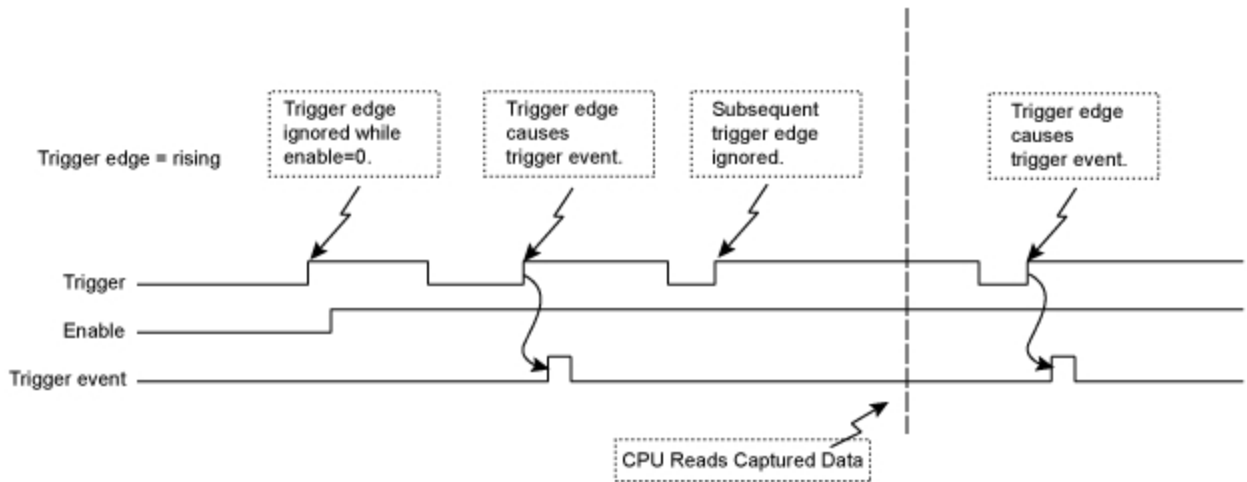 Trigger edge
ignored while
enable=0.
Trigger edge
causes
trigger event.
Subsequent
trigger edge
ignored.
Trigger edge
causes
trigger event.
Trigger edge = rising
Trigger
Enable
Trigger event
CPU Reads Captured Data